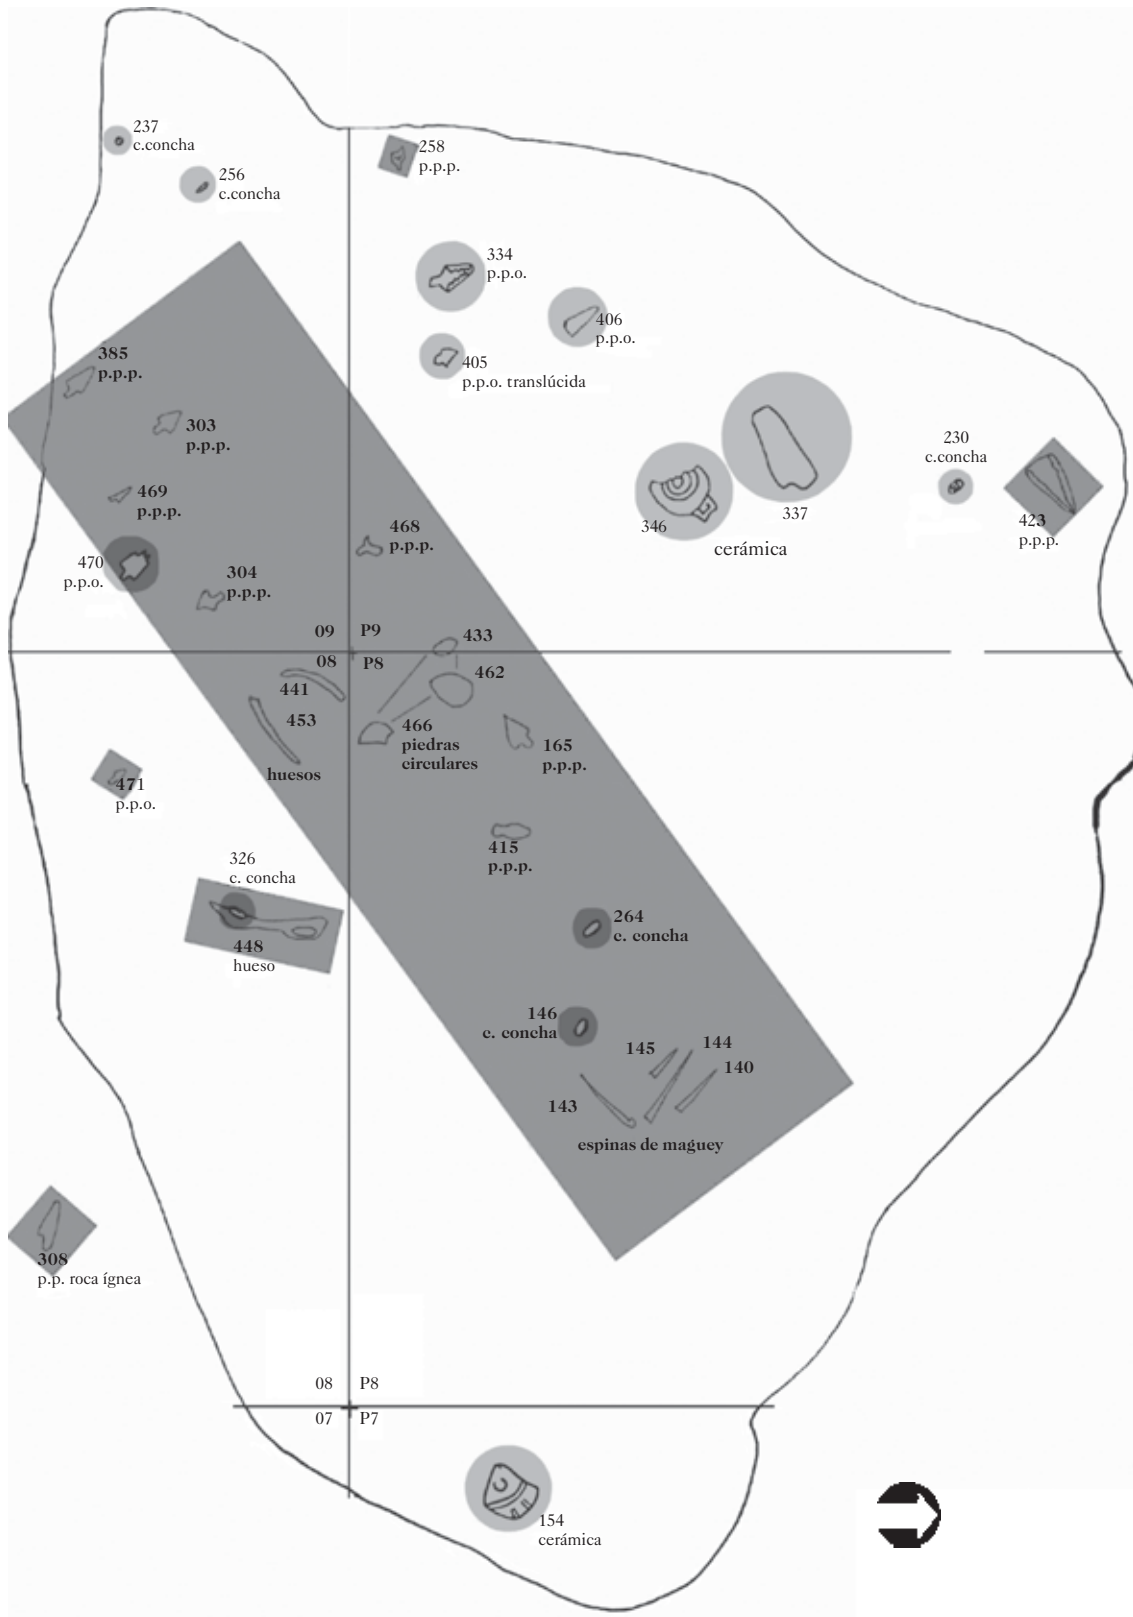 237
c.concha
256
c.concha
258
p.p.p.
334
p.p.o.
406
p.p.o.
405
p.p.o. translúcida
385
p.p.p.
303
p.p.p.
469
p.p.p.
470
p.p.o.
304
p.p.p.
468
p.p.p.
346
337
cerámica
230
c.concha
423
p.p.p.
09 P9
08 P8
433
462
441
453
huesos
466
piedras
circulares
165
p.p.p.
471
p.p.o.
415
p.p.p.
326
c. concha
448
hueso
264
c. concha
146
c. concha
145
144
140
143
espinas de maguey
308
p.p. roca ígnea
08 P8
07 P7
154
cerámica